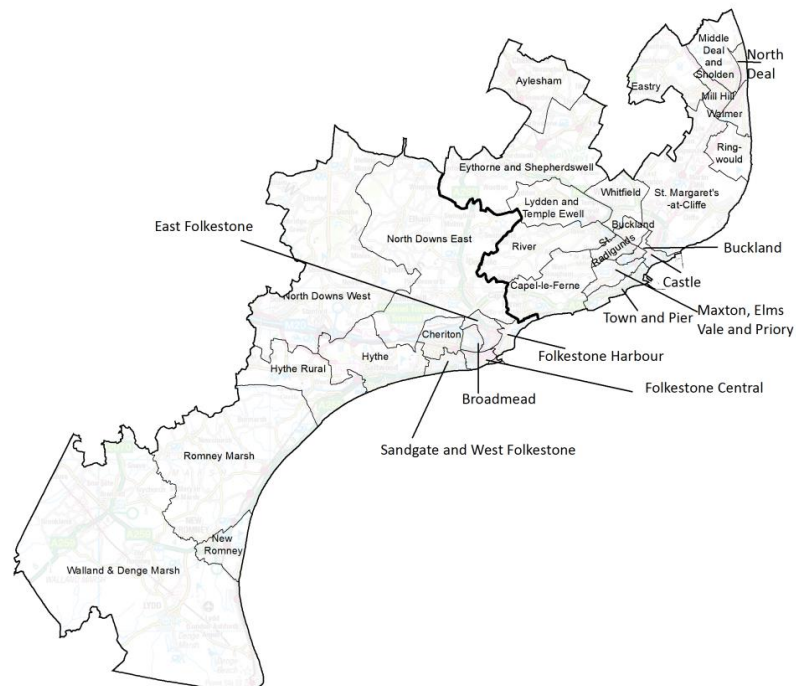 Middle
Deal
and
Sholden
North
Deal
Aylesham
Eastry
Mill Hill
Walmer
Ring-
would
Eythorne and Shepherdswell
Whitfield
St. Margaret's
-at-Cliffe
Lydden and
Temple Ewell
East Folkestone
Buckland
North Downs East
River
St.
Radigunds
Buckland
Castle
Capel-le-Ferne
North Downs West
Maxton, Elms
Vale and Priory
Town and Pier
Cheriton
Folkestone Harbour
Hythe
Hythe Rural
Folkestone Central
Broadmead
Sandgate and West Folkestone
Romney Marsh
New
Romney
Walland & Denge Marsh